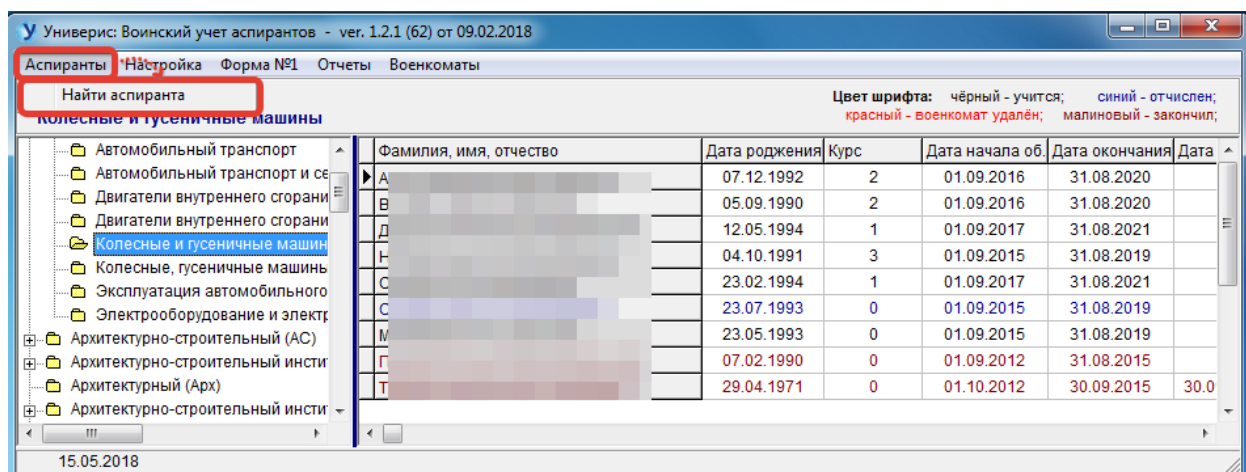 Универис: Воинский учет аспирантов - ver. 1.2.1 (62) от 09.02.2018
Аспиранты Настройка Форма №1 Отчеты Военкоматы
Найти аспиранта
Цвет шрифта: чёрный - учится; синий - отчислен;
красный - военкомат удалён; малиновый - закончил;
Колесные и гусеничные машины
Автомобильный транспорт
Автомобильный транспорт и се
Двигатели внутреннего сгорани
Двигатели внутреннего сгорани
Колесные и гусеничные машин
Колесные, гусеничные машины
Эксплуатация автомобильного
Электрооборудование и электр
Архитектурно-строительный (АС)
Архитектурно-строительный инсти
Архитектурный (Арх)
Архитектурно-строительный инсти
Фамилия, имя, отчество Дата роджения Курс Дата начала об. Дата окончания Дата
А 07.12.1992 2 01.09.2016 31.08.2020
В 05.09.1990 2 01.09.2016 31.08.2020
Д 12.05.1994 1 01.09.2017 31.08.2021
Н 04.10.1991 3 01.09.2015 31.08.2019
С 23.02.1994 1 01.09.2017 31.08.2021
С 23.07.1993 0 01.09.2015 31.08.2019
М 23.05.1993 0 01.09.2015 31.08.2019
П 07.02.1990 0 01.09.2012 31.08.2015
Т 29.04.1971 0 01.10.2012 30.09.2015 30.0
15.05.2018